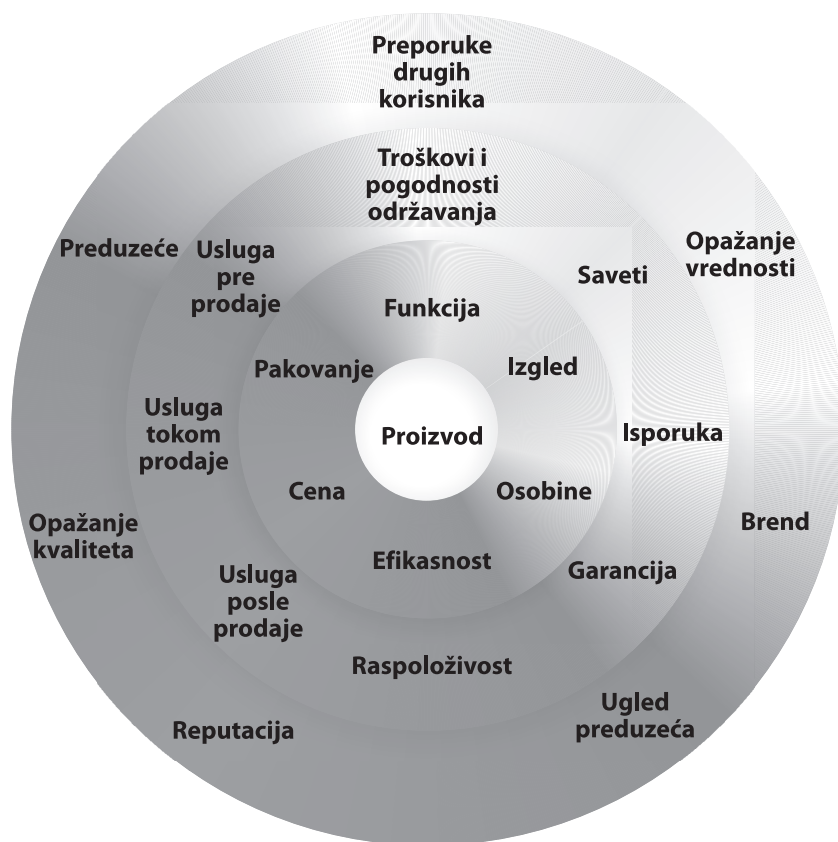 Preporuke
drugih
korisnika
Troškovi i
pogodnosti
održavanja
Preduzeće
Usluga
pre
prodaje
Saveti
Opažanje
vrednosti
Funkcija
Pakovanje
Izgled
Usluga
tokom
prodaje
Proizvod
Isporuka
Cena
Osobine
Opažanje
kvaliteta
Brend
Efikasnost
Garancija
Usluga
posle
prodaje
Raspoloživost
Reputacija
Ugled
preduzeća